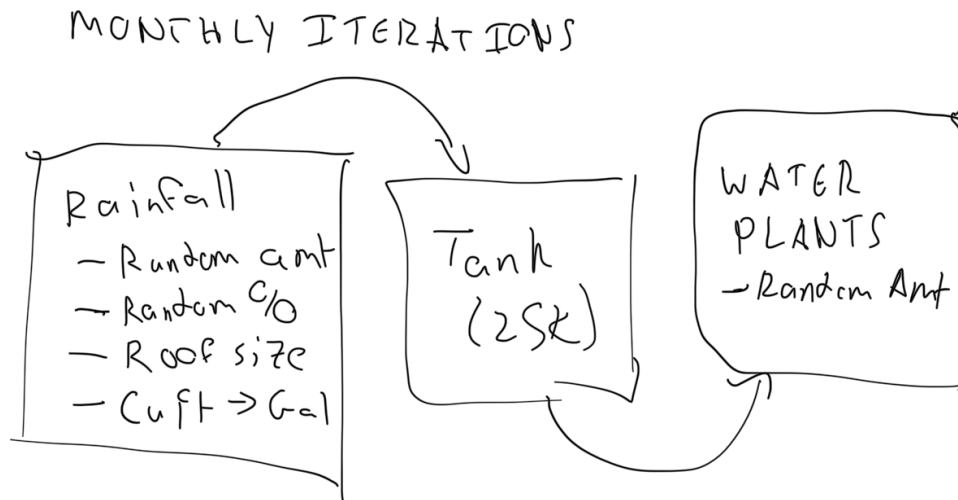 MONTHLY ITERATIONS
Rainfall
- Random amt
- Random %
- Roof size
- Cuft → Gal
Tank
(25K)
WATER
PLANTS
- Random Amt